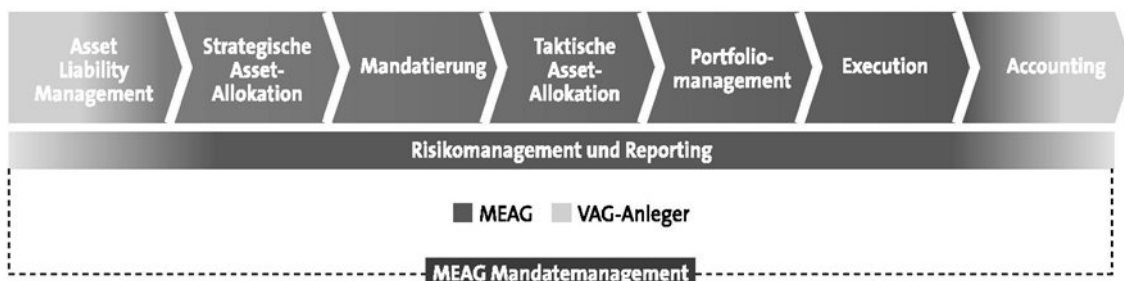 Asset
Liability
Management
Strategische
Asset-
Allokation
Mandatierung
Taktische
Asset-
Allokation
Portfolio-
management
Execution
Accounting
Risikomanagement und Reporting
MEAG VAG-Anleger
MEAG Mandatemanagement